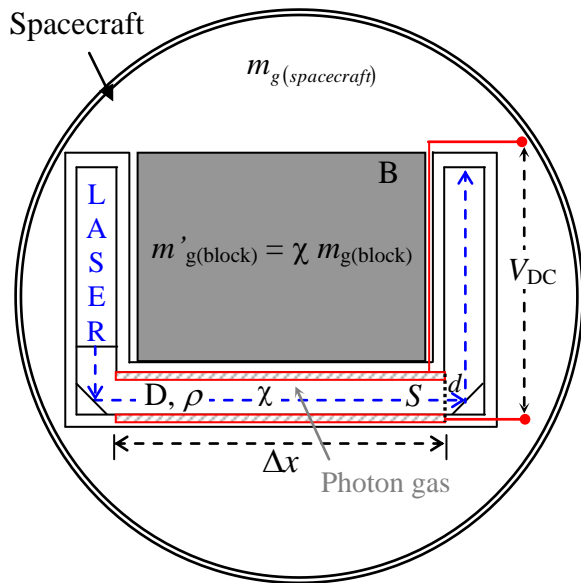 Spacecraft
m_g(spacecraft)
B
L
A
S
E
R
m’_g(block) = χ m_g(block)
V_DC
D, ρ χ S d
Δx
Photon gas